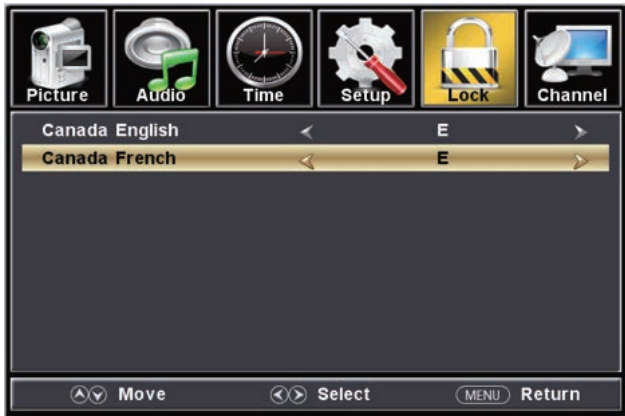 Picture Audio Time Setup Lock Channel
Canada English E
Canada French E
Move Select MENU Return